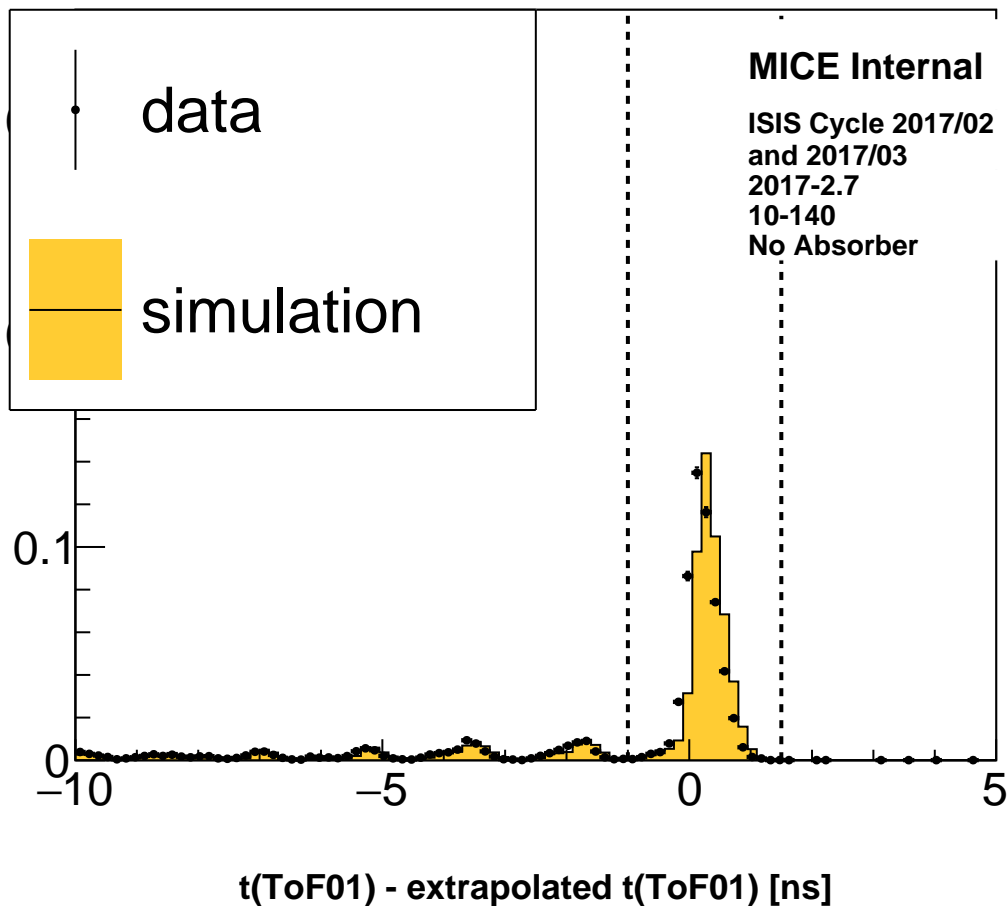 data
simulation
MICE Internal
ISIS Cycle 2017/02
and 2017/03
2017-2.7
10-140
No Absorber
0.1
0
−10
−5
0
5
t(ToF01) - extrapolated t(ToF01) [ns]